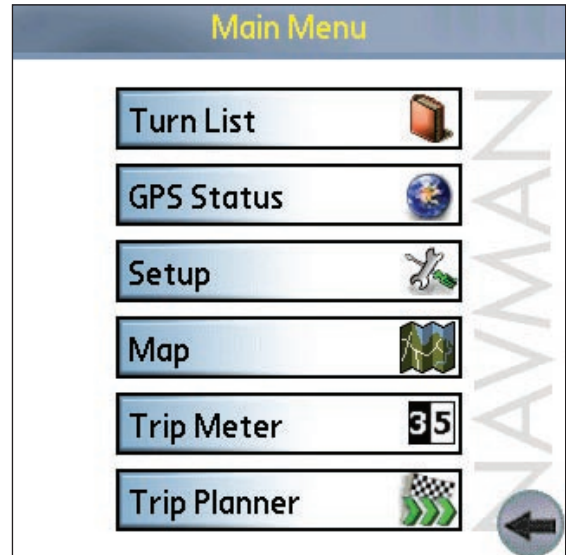 Main Menu
Turn List
GPS Status
Setup
Map
Trip Meter
35
Trip Planner
NAVMAN